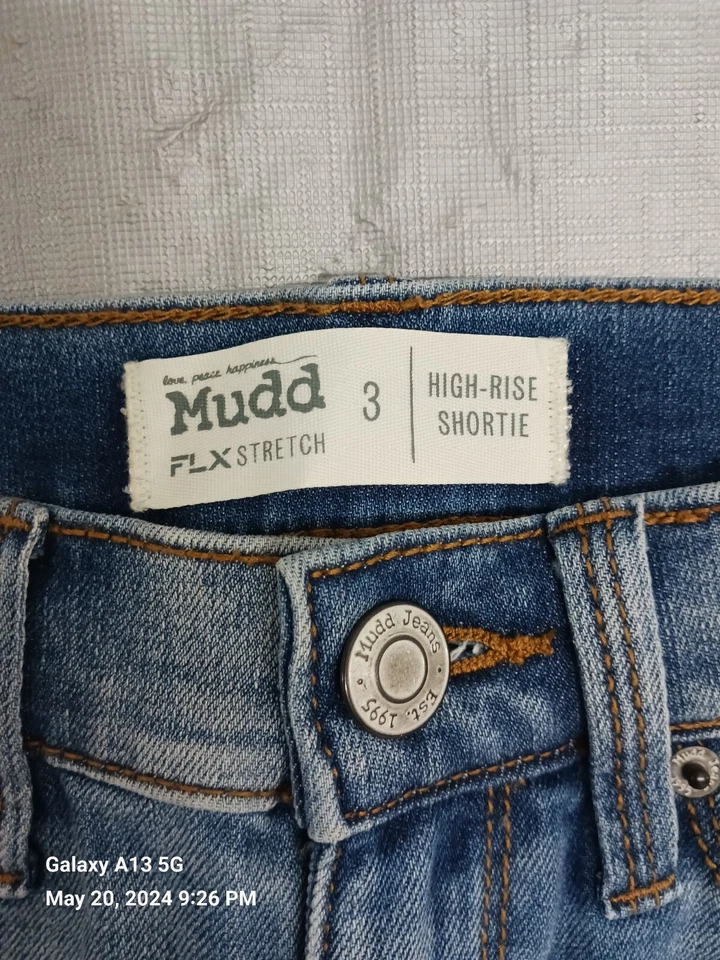 love. peace. happiness.
Mudd
FLX STRETCH
3
HIGH-RISE
SHORTIE
Mudd Jeans
Est. 1995
Galaxy A13 5G
May 20, 2024 9:26 PM